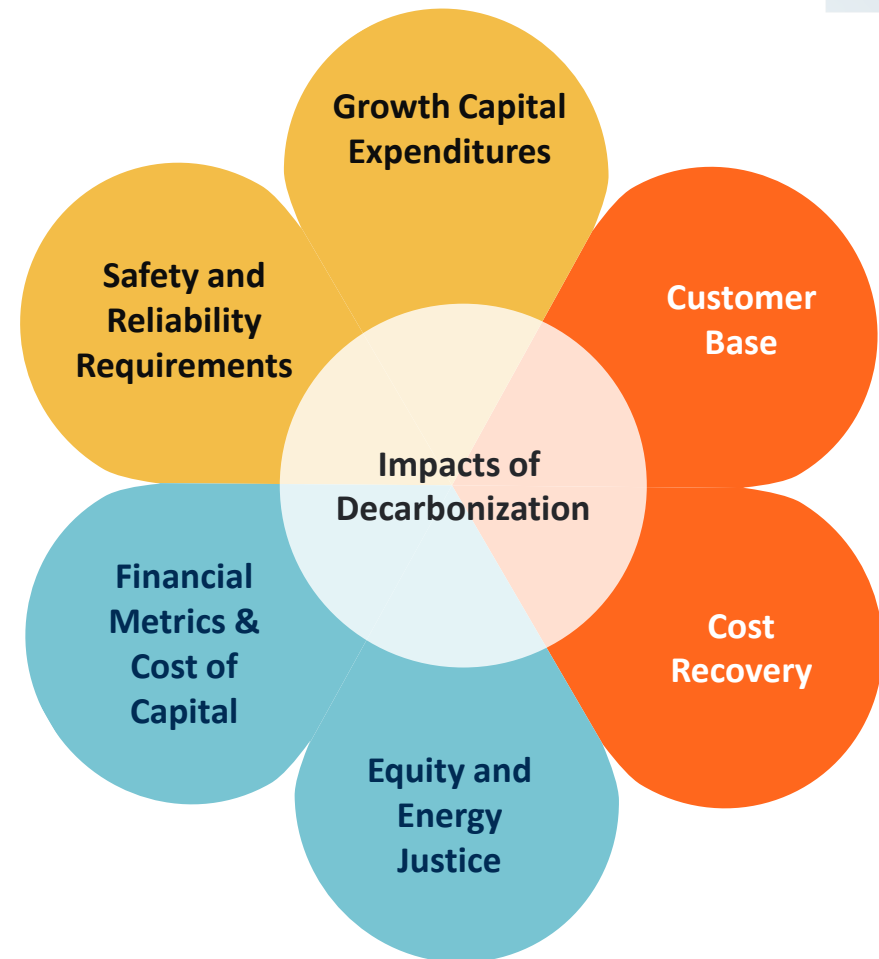 Growth Capital
Expenditures
Customer
Base
Cost
Recovery
Equity and
Energy
Justice
Financial
Metrics &
Cost of
Capital
Safety and
Reliability
Requirements
Impacts of
Decarbonization